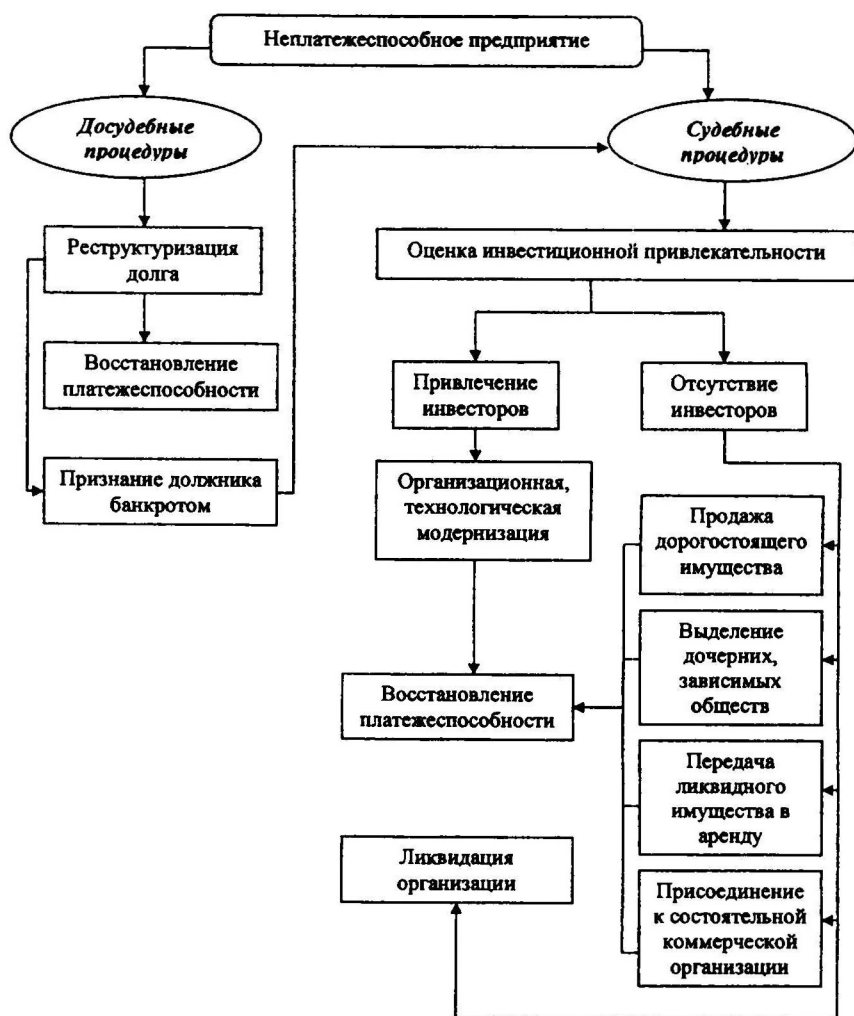 Неплатежеспособное предприятие
Досудебные
процедуры
Судебные
процедуры
Реструктуризация
долга
Оценка инвестиционной привлекательности
Восстановление
платежеспособности
Привлечение
инвесторов
Отсутствие
инвесторов
Признание должника
банкротом
Организационная,
технологическая
модернизация
Продажа
дорогостоящего
имущества
Выделение
дочерних,
зависимых
обществ
Восстановление
платежеспособности
Передача
ликвидного
имущества в
аренду
Ликвидация
организации
Присоединение
к состоятельной
коммерческой
организации